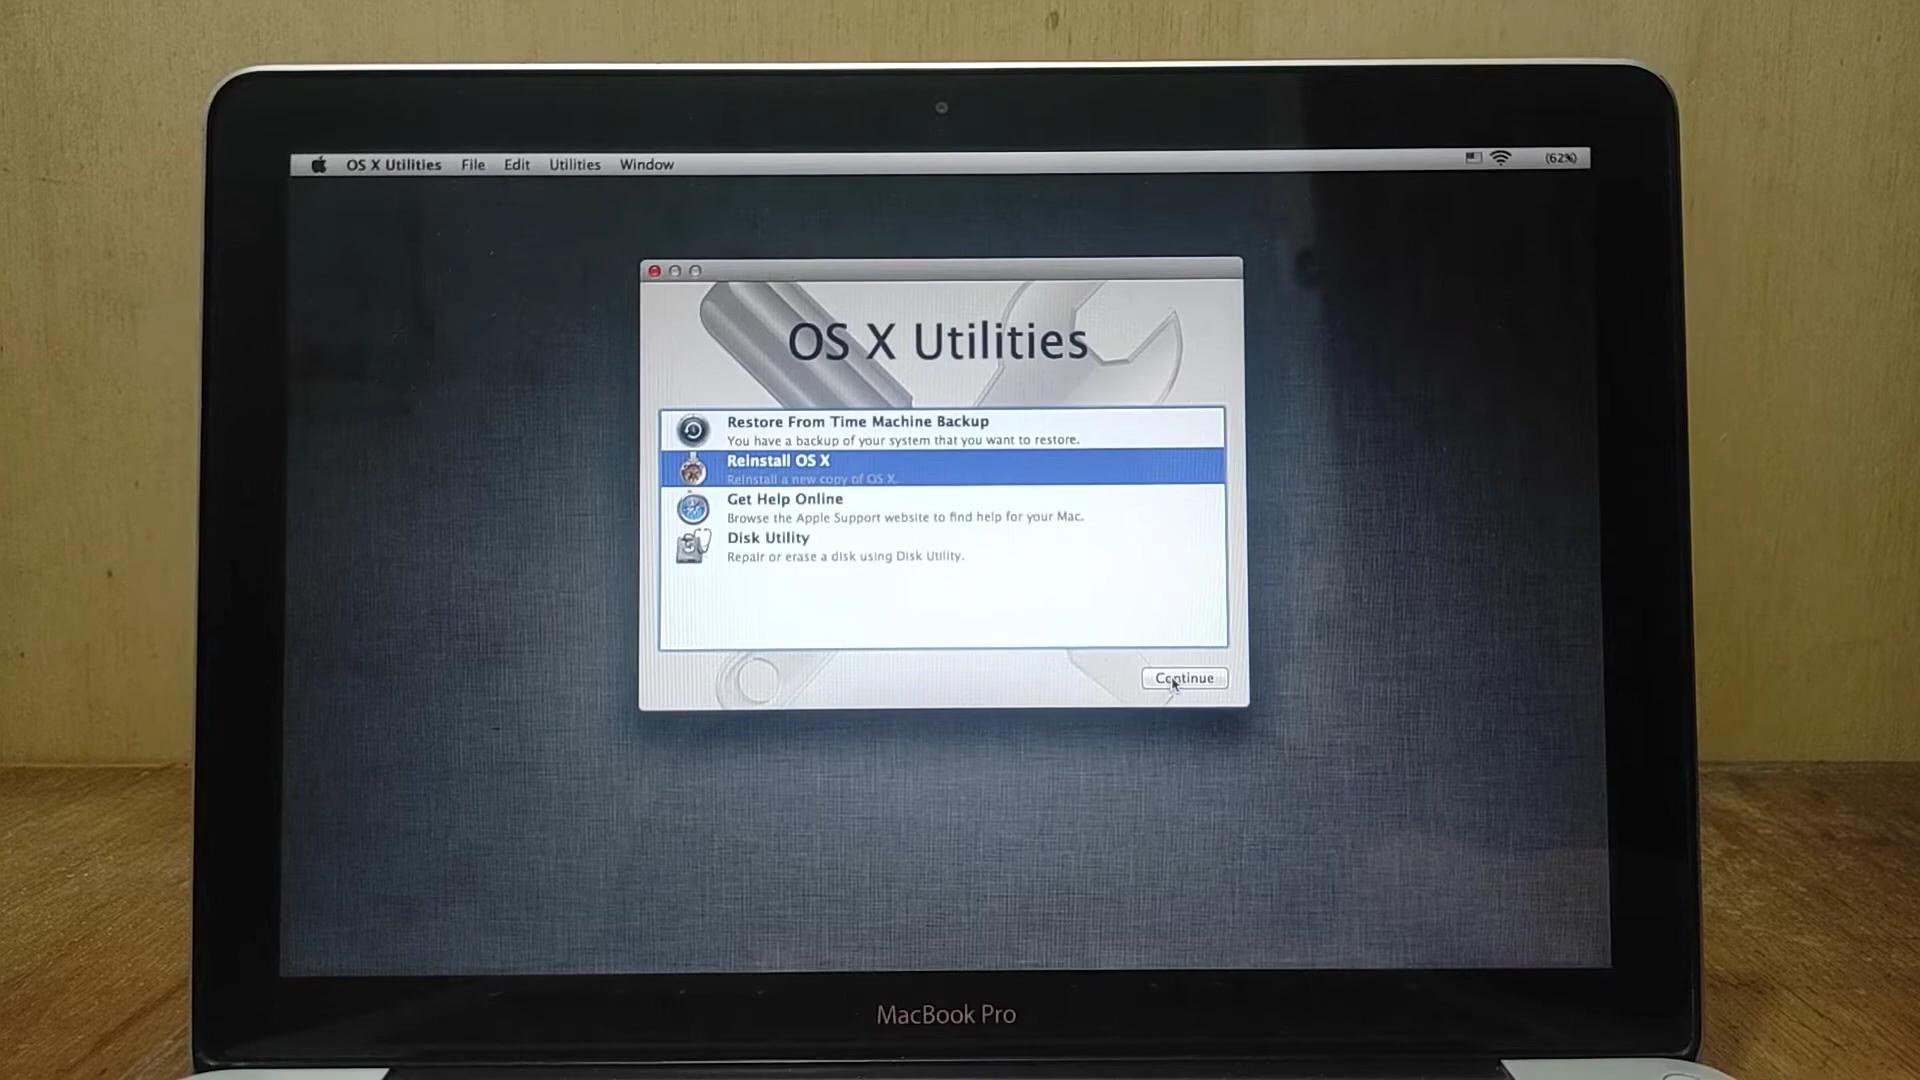 OS X Utilities File Edit Utilities Window (62%)
OS X Utilities
Restore From Time Machine Backup
You have a backup of your system that you want to restore.
Reinstall OS X
Reinstall a new copy of OS X.
Get Help Online
Browse the Apple Support website to find help for your Mac.
Disk Utility
Repair or erase a disk using Disk Utility.
Continue
MacBook Pro